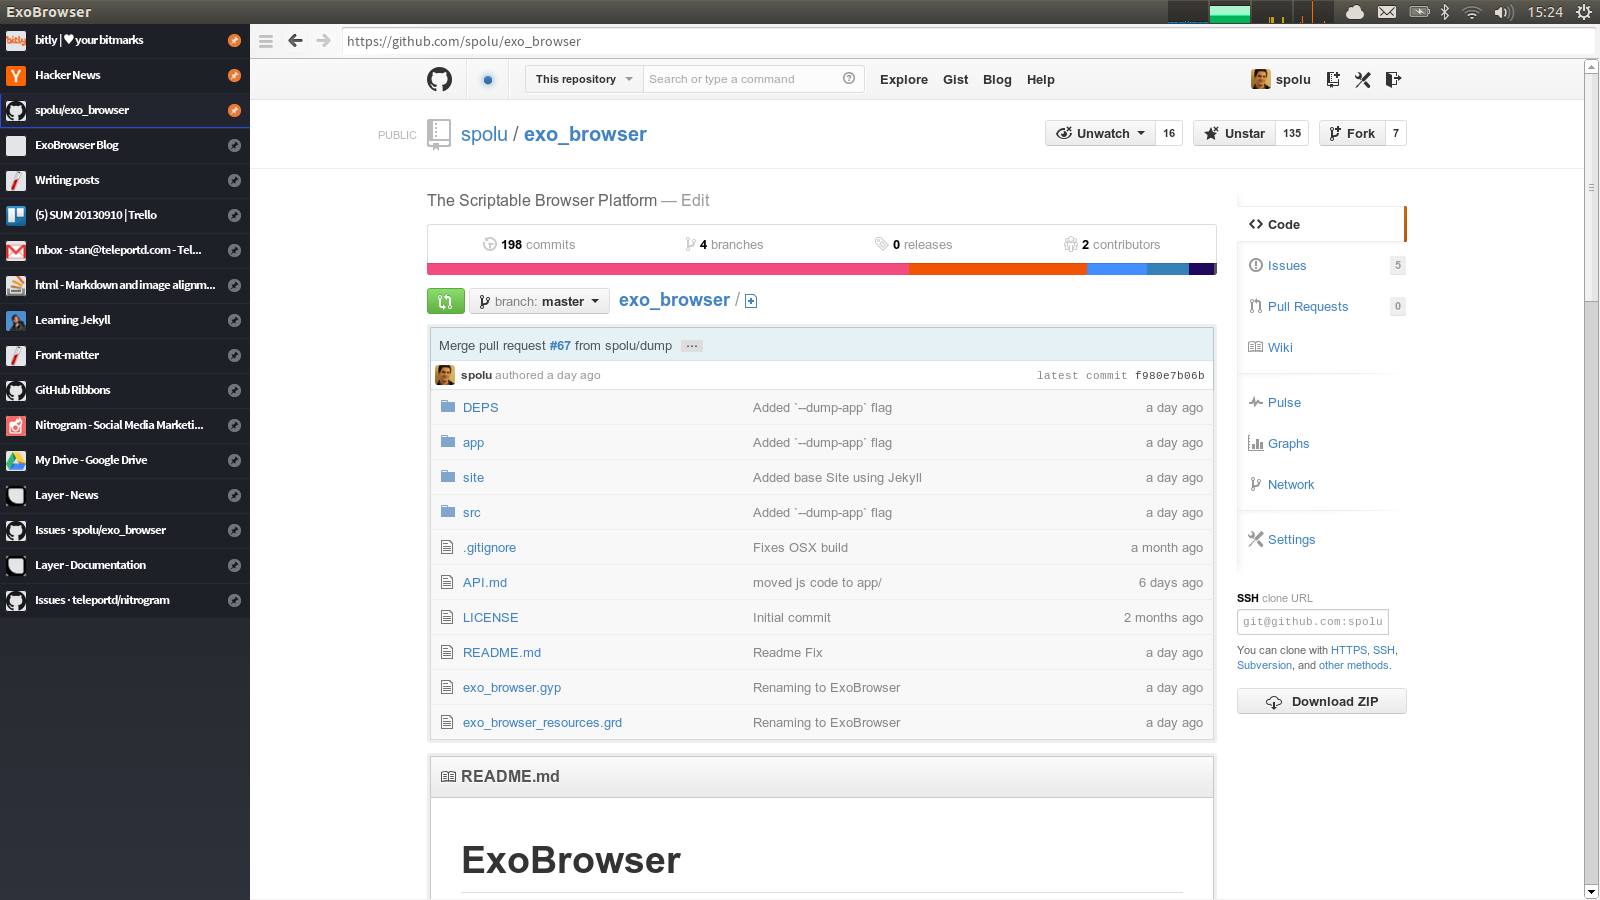 ExoBrowser
15:24
bitly | ♥ your bitmarks
Hacker News
spolu/exo_browser
ExoBrowser Blog
Writing posts
(5) SUM 20130910 | Trello
Inbox - stan@teleportd.com - Tel...
html - Markdown and image alignm...
Learning Jekyll
Front-matter
GitHub Ribbons
Nitrogram - Social Media Marketi...
My Drive - Google Drive
Layer - News
Issues · spolu/exo_browser
Layer - Documentation
Issues · teleportd/nitrogram
https://github.com/spolu/exo_browser
This repository
Search or type a command
Explore Gist Blog Help
spolu
PUBLIC spolu / exo_browser
Unwatch 16 Unstar 135 Fork 7
The Scriptable Browser Platform — Edit
198 commits 4 branches 0 releases 2 contributors
branch: master exo_browser /
Merge pull request #67 from spolu/dump ...
spolu authored a day ago latest commit f980e7b06b
DEPS Added `--dump-app` flag a day ago
app Added `--dump-app` flag a day ago
site Added base Site using Jekyll a day ago
src Added `--dump-app` flag a day ago
.gitignore Fixes OSX build a month ago
API.md moved js code to app/ 6 days ago
LICENSE Initial commit 2 months ago
README.md Readme Fix a day ago
exo_browser.gyp Renaming to ExoBrowser a day ago
exo_browser_resources.grd Renaming to ExoBrowser a day ago
README.md
ExoBrowser
Code
Issues 5
Pull Requests 0
Wiki
Pulse
Graphs
Network
Settings
SSH clone URL
git@github.com:spolu
You can clone with HTTPS, SSH,
Subversion, and other methods.
Download ZIP